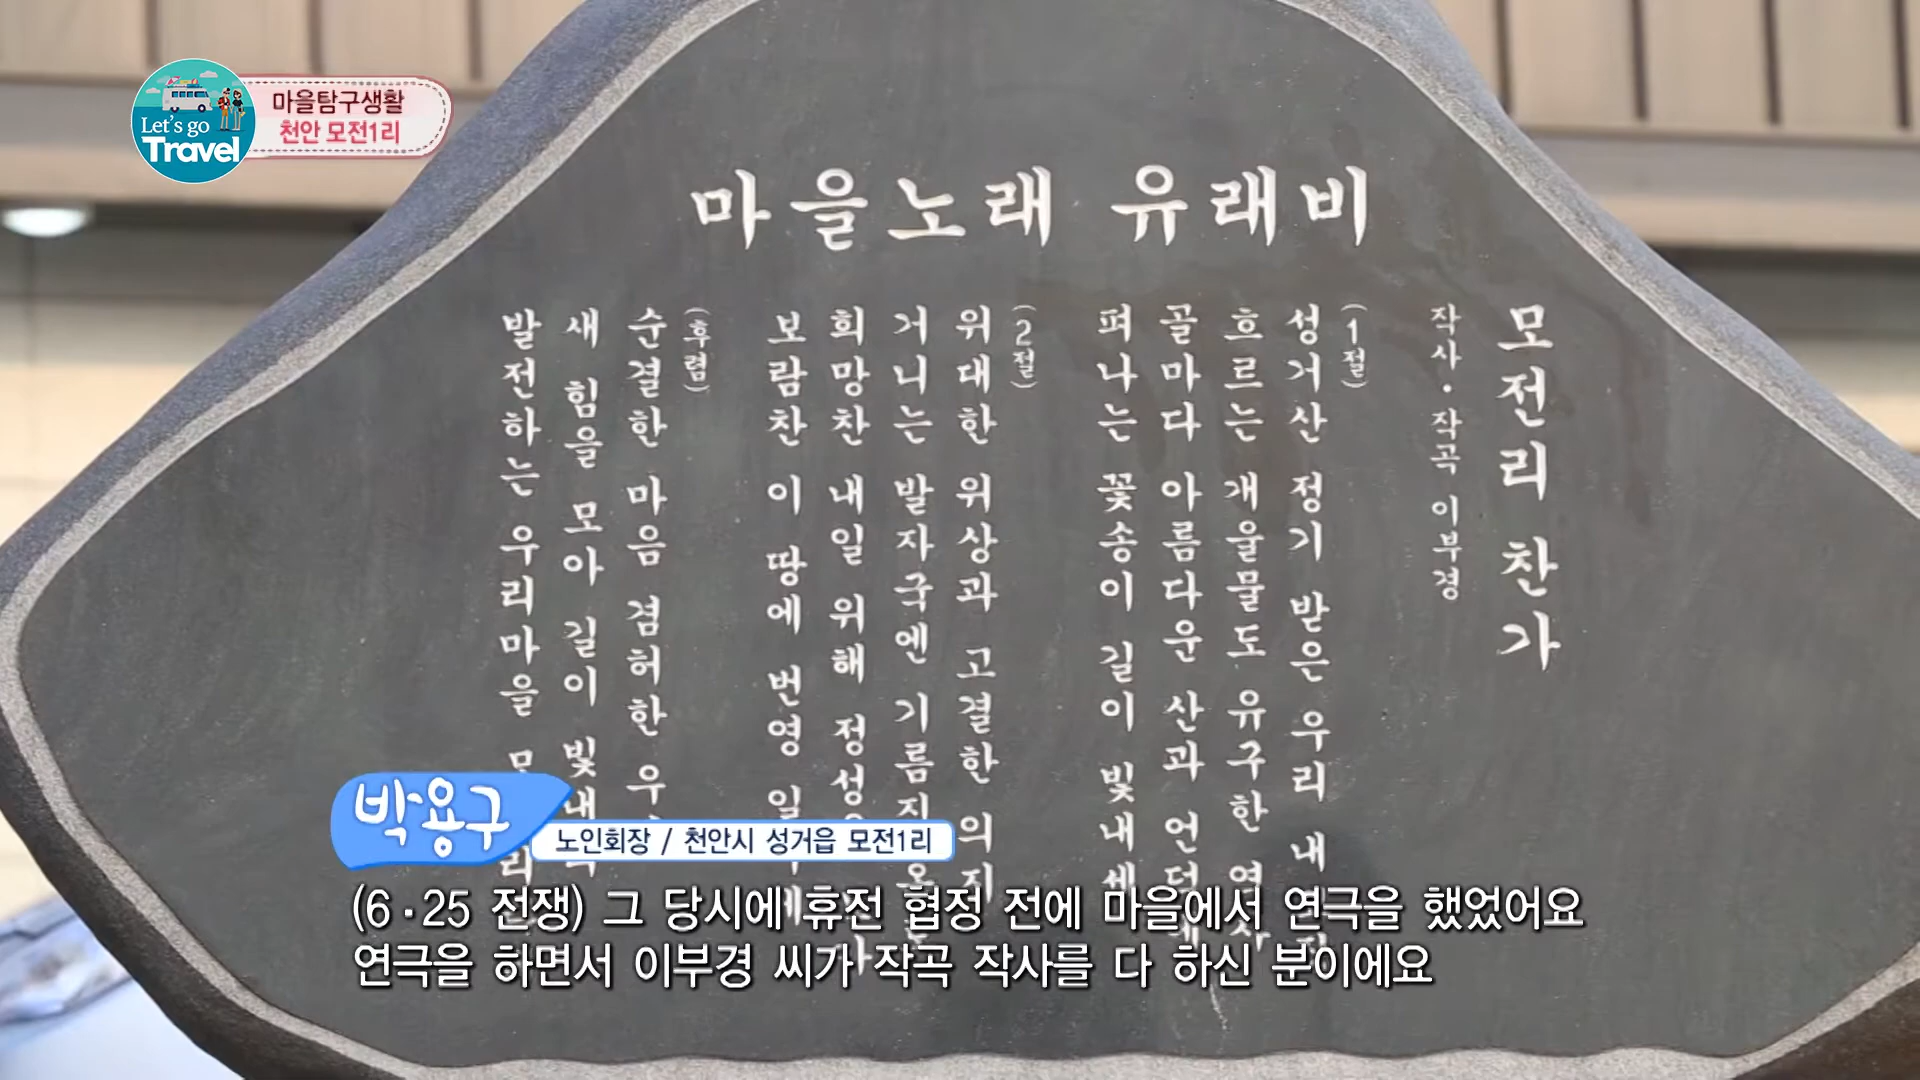 Let's go
Travel
마을탐구생활
천안 모전1리
마을노래 유래비
모전리 찬가
작사·작곡 이부경
(1절)
성거산 정기 받은 우리 내
흐르는 개울물도 유구한 역사
골마다 아름다운 산과 언덕에
펴나는 꽃송이 길이 빛내세
(2절)
위대한 위상과 고결한 의지
거니는 발자국엔 기름진
희망찬 내일 위해 정성
보람찬 이 땅에 번영
(후렴)
순결한 마음 겸허한
새 힘을 모아 길이 빛내
발전하는 우리마을
박용구
노인회장 / 천안시 성거읍 모전1리
(6·25 전쟁) 그 당시에 휴전 협정 전에 마을에서 연극을 했었어요
연극을 하면서 이부경 씨가 작곡 작사를 다 하신 분이에요